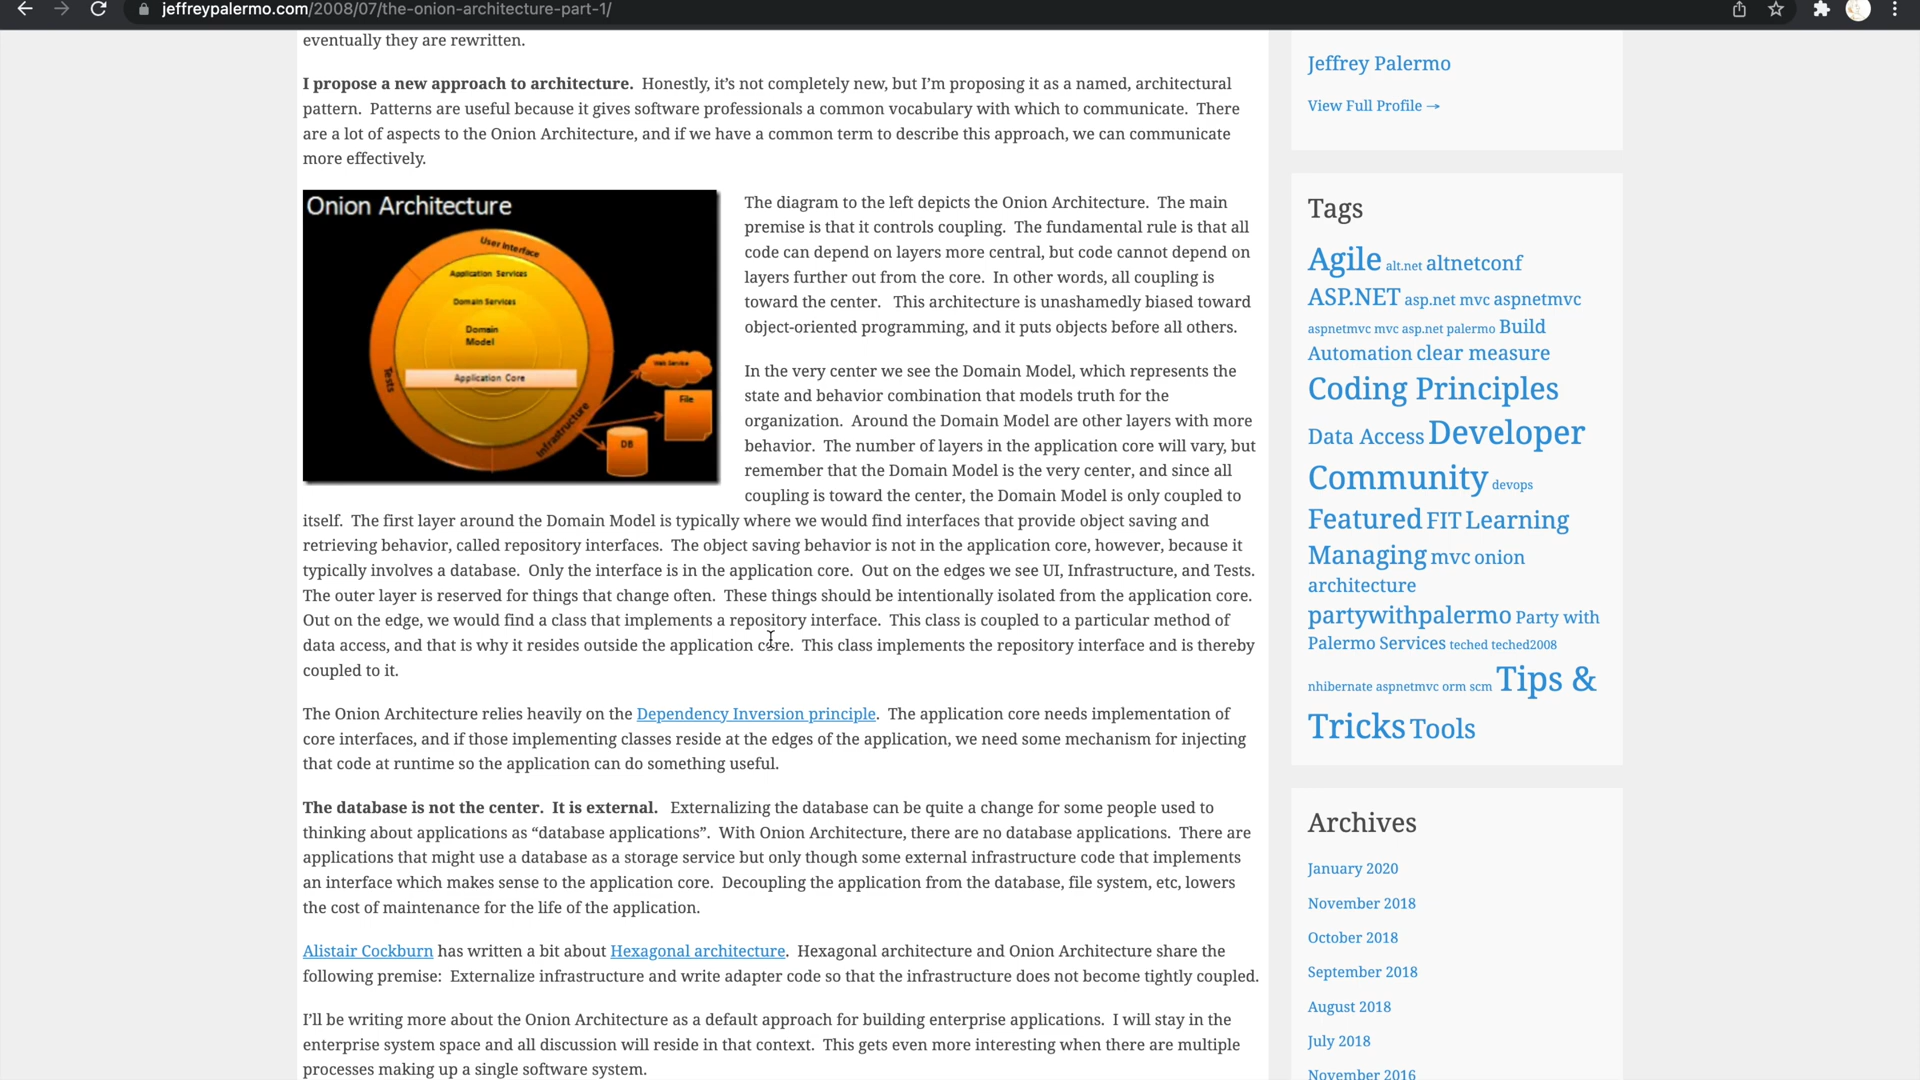 jeffreypalermo.com/2008/07/the-onion-architecture-part-1/
eventually they are rewritten.
I propose a new approach to architecture.  Honestly, it's not completely new, but I'm proposing it as a named, architectural
pattern.  Patterns are useful because it gives software professionals a common vocabulary with which to communicate.  There
are a lot of aspects to the Onion Architecture, and if we have a common term to describe this approach, we can communicate
more effectively.
Onion Architecture
User Interface
Application Services
Domain Services
Domain
Model
Application Core
Tests
Infrastructure
Web Service
File
DB
The diagram to the left depicts the Onion Architecture.  The main
premise is that it controls coupling.  The fundamental rule is that all
code can depend on layers more central, but code cannot depend on
layers further out from the core.  In other words, all coupling is
toward the center.   This architecture is unashamedly biased toward
object-oriented programming, and it puts objects before all others.
In the very center we see the Domain Model, which represents the
state and behavior combination that models truth for the
organization.  Around the Domain Model are other layers with more
behavior.  The number of layers in the application core will vary, but
remember that the Domain Model is the very center, and since all
coupling is toward the center, the Domain Model is only coupled to
itself.  The first layer around the Domain Model is typically where we would find interfaces that provide object saving and
retrieving behavior, called repository interfaces.  The object saving behavior is not in the application core, however, because it
typically involves a database.  Only the interface is in the application core.  Out on the edges we see UI, Infrastructure, and Tests.
The outer layer is reserved for things that change often.  These things should be intentionally isolated from the application core.
Out on the edge, we would find a class that implements a repository interface.  This class is coupled to a particular method of
data access, and that is why it resides outside the application core.  This class implements the repository interface and is thereby
coupled to it.
The Onion Architecture relies heavily on the Dependency Inversion principle.  The application core needs implementation of
core interfaces, and if those implementing classes reside at the edges of the application, we need some mechanism for injecting
that code at runtime so the application can do something useful.
The database is not the center.  It is external.   Externalizing the database can be quite a change for some people used to
thinking about applications as “database applications”.  With Onion Architecture, there are no database applications.  There are
applications that might use a database as a storage service but only though some external infrastructure code that implements
an interface which makes sense to the application core.  Decoupling the application from the database, file system, etc, lowers
the cost of maintenance for the life of the application.
Alistair Cockburn has written a bit about Hexagonal architecture.  Hexagonal architecture and Onion Architecture share the
following premise:  Externalize infrastructure and write adapter code so that the infrastructure does not become tightly coupled.
I'll be writing more about the Onion Architecture as a default approach for building enterprise applications.  I will stay in the
enterprise system space and all discussion will reside in that context.  This gets even more interesting when there are multiple
processes making up a single software system.
Jeffrey Palermo
View Full Profile →
Tags
Agile alt.net altnetconf
ASP.NET asp.net mvc aspnetmvc
aspnetmvc mvc asp.net palermo Build
Automation clear measure
Coding Principles
Data Access Developer
Community devops
Featured FIT Learning
Managing mvc onion
architecture
partywithpalermo Party with
Palermo Services teched teched2008
nhibernate aspnetmvc orm scm Tips &
Tricks Tools
Archives
January 2020
November 2018
October 2018
September 2018
August 2018
July 2018
November 2016